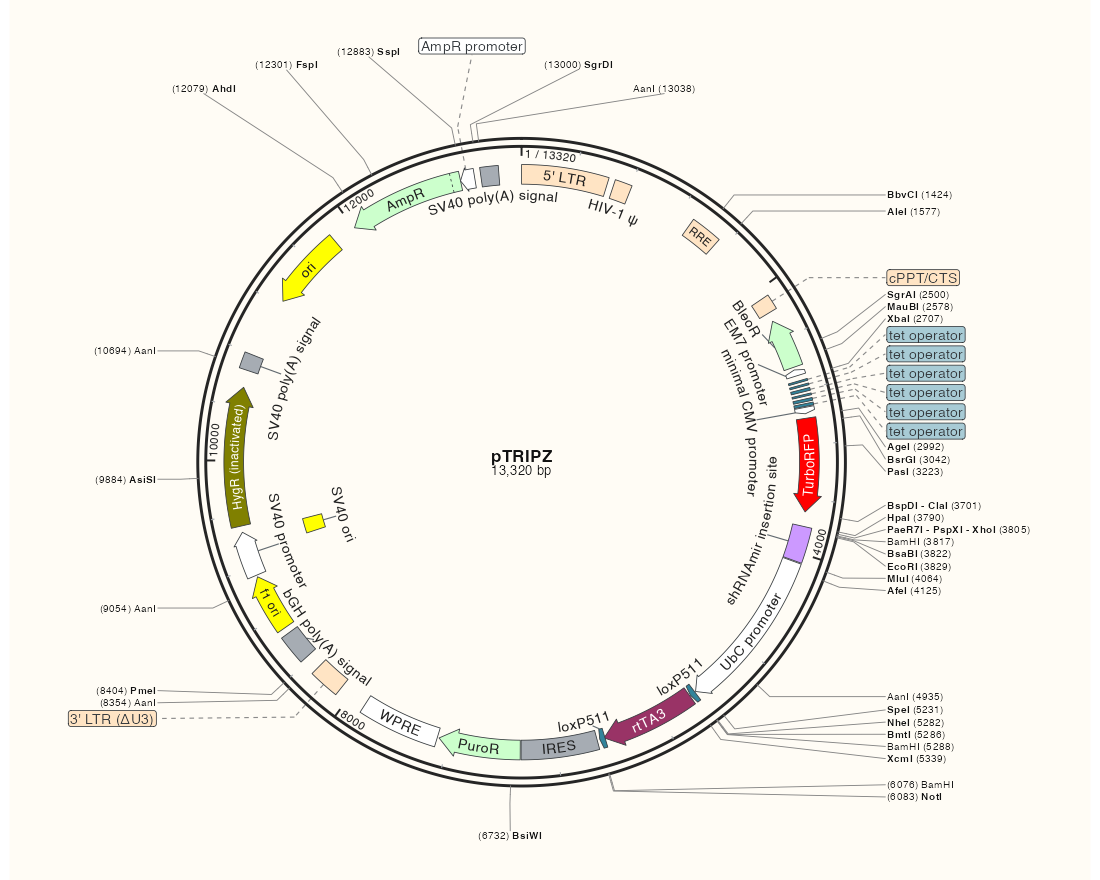 AmpR promoter
(12883) SspI
(12301) FspI
(12079) AhdI
(13000) SgrDI
AanI (13038)
1 / 13320
12000
5' LTR
HIV-1 ψ
AmpR
SV40 poly(A) signal
RRE
BbvCI (1424)
AleI (1577)
cPPT/CTS
SgrAI (2500)
MauBI (2578)
XbaI (2707)
tet operator
tet operator
tet operator
tet operator
tet operator
tet operator
AgeI (2992)
BsrGI (3042)
PasI (3223)
BspDI - ClaI (3701)
HpaI (3790)
PaeR7I - PspXI - XhoI (3805)
BamHI (3817)
BsaBI (3822)
EcoRI (3829)
MluI (4064)
AfeI (4125)
AanI (4935)
SpeI (5231)
NheI (5282)
BmtI (5286)
BamHI (5288)
XcmI (5339)
(6076) BamHI
(6083) NotI
(6732) BsiWI
BleoR
EM7 promoter
minimal CMV promoter
TurboRFP
shRNAmir insertion site
4000
UbC promoter
loxP511
rtTA3
loxP511
IRES
PuroR
WPRE
8000
3' LTR (ΔU3)
(8354) AanI
(8404) PmeI
bGH poly(A) signal
f1 ori
(9054) AanI
SV40 promoter
SV40 ori
(9884) AsiSI
HygR (inactivated)
10000
SV40 poly(A) signal
(10694) AanI
ori
pTRIPZ
13,320 bp